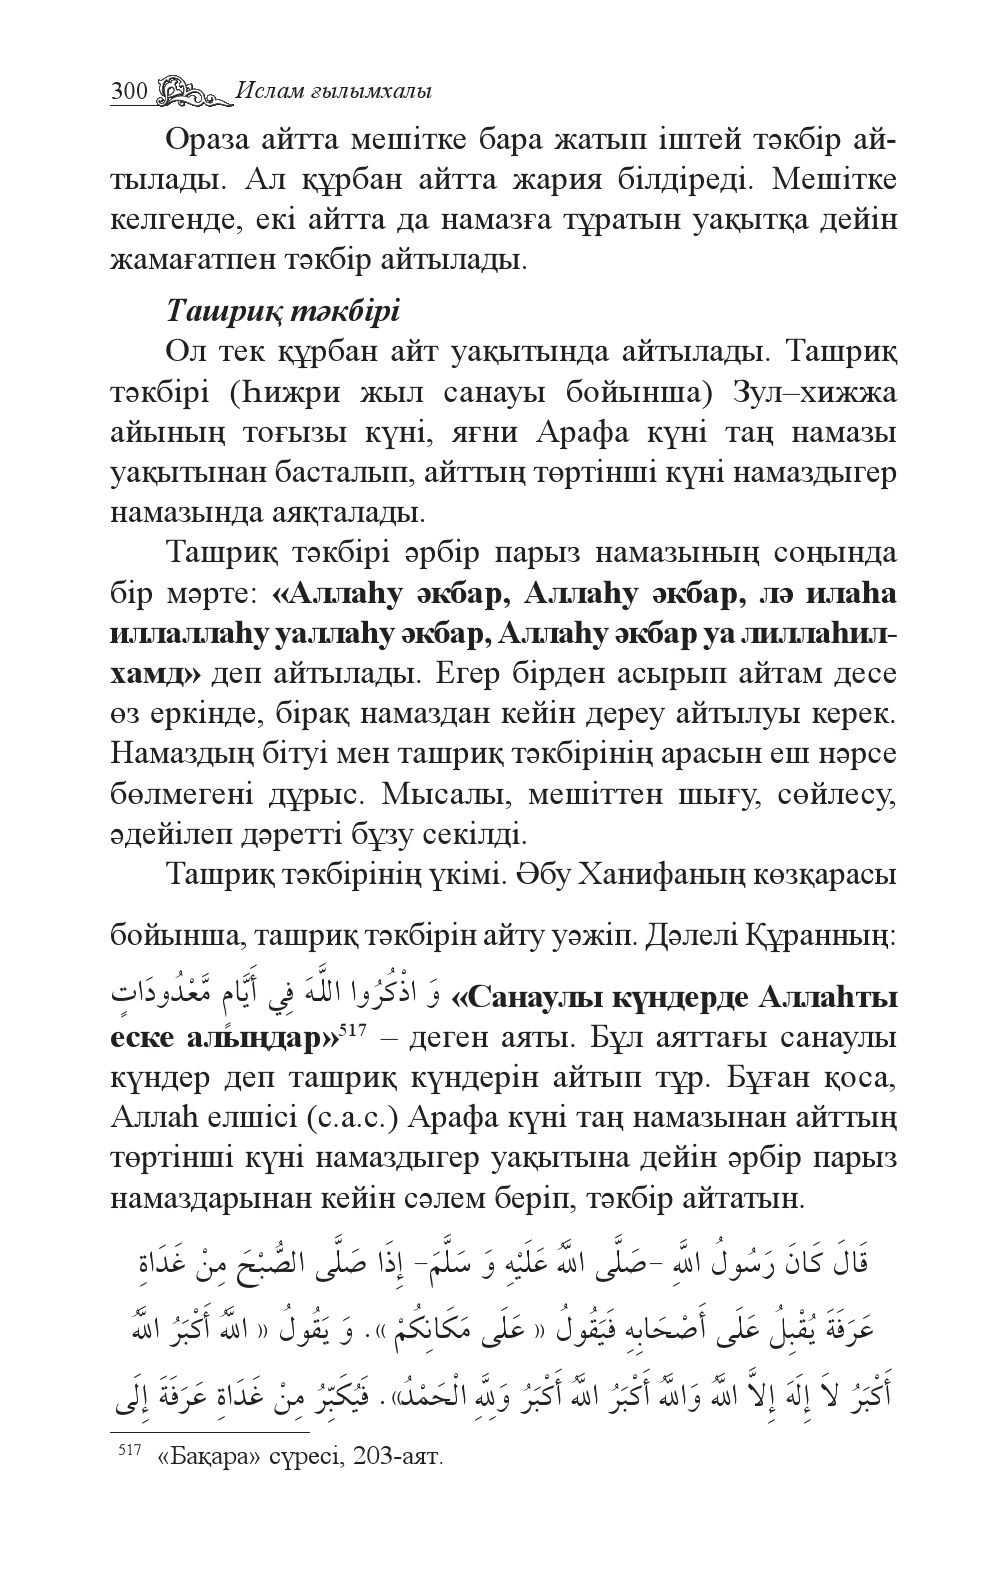 300 Ислам ғылымхалы
Ораза айтта мешітке бара жатып іштей тәкбір ай-
тылады. Ал құрбан айтта жария білдіреді. Мешітке
келгенде, екі айтта да намазға тұратын уақытқа дейін
жамағатпен тәкбір айтылады.
Ташриқ тәкбірі
Ол тек құрбан айт уақытында айтылады. Ташриқ
тәкбірі (Һижри жыл санауы бойынша) Зул–хижжа
айының тоғызы күні, яғни Арафа күні таң намазы
уақытынан басталып, айттың төртінші күні намаздыгер
намазында аяқталады.
Ташриқ тәкбірі әрбір парыз намазының соңында
бір мәрте: «Аллаһу әкбар, Аллаһу әкбар, лә илаһа
иллаллаһу уаллаһу әкбар, Аллаһу әкбар уа лиллаһил-
хамд» деп айтылады. Егер бірден асырып айтам десе
өз еркінде, бірақ намаздан кейін дереу айтылуы керек.
Намаздың бітуі мен ташриқ тәкбірінің арасын еш нәрсе
бөлмегені дұрыс. Мысалы, мешіттен шығу, сөйлесу,
әдейілеп дәретті бұзу секілді.
Ташриқ тәкбірінің үкімі. Әбу Ханифаның көзқарасы
бойынша, ташриқ тәкбірін айту уәжіп. Дәлелі Құранның:
وَ اذْكُرُوا اللَّهَ فِي أَيَّامٍ مَّعْدُودَاتٍ «Санаулы күндерде Аллаһты
еске алыңдар»517 – деген аяты. Бұл аяттағы санаулы
күндер деп ташриқ күндерін айтып тұр. Бұған қоса,
Аллаһ елшісі (с.а.с.) Арафа күні таң намазынан айттың
төртінші күні намаздыгер уақытына дейін әрбір парыз
намаздарынан кейін сәлем беріп, тәкбір айтатын.
قَالَ كَانَ رَسُولُ اللَّهِ -صَلَّى اللَّهُ عَلَيْهِ وَ سَلَّمَ- إِذَا صَلَّى الصُّبْحَ مِنْ غَدَاةِ
عَرَفَةَ يُقْبِلُ عَلَى أَصْحَابِهِ فَيَقُولُ « عَلَى مَكَانِكُمْ ». وَ يَقُولُ « اللَّهُ أَكْبَرُ اللَّهُ
أَكْبَرُ لاَ إِلَهَ إِلاَّ اللَّهُ وَاللَّهُ أَكْبَرُ اللَّهُ أَكْبَرُ وَلِلَّهِ الْحَمْدُ». فَيُكَبِّرُ مِنْ غَدَاةِ عَرَفَةَ إِلَى
517 «Бақара» сүресі, 203-аят.